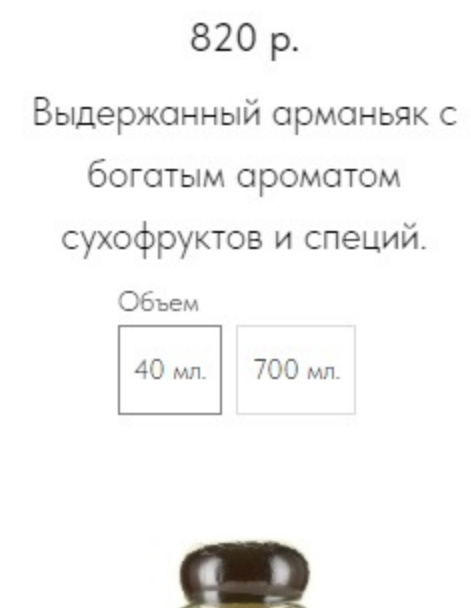 820 р.
Выдержанный арманьяк с
богатым ароматом
сухофруктов и специй.
Объем
40 мл. 700 мл.